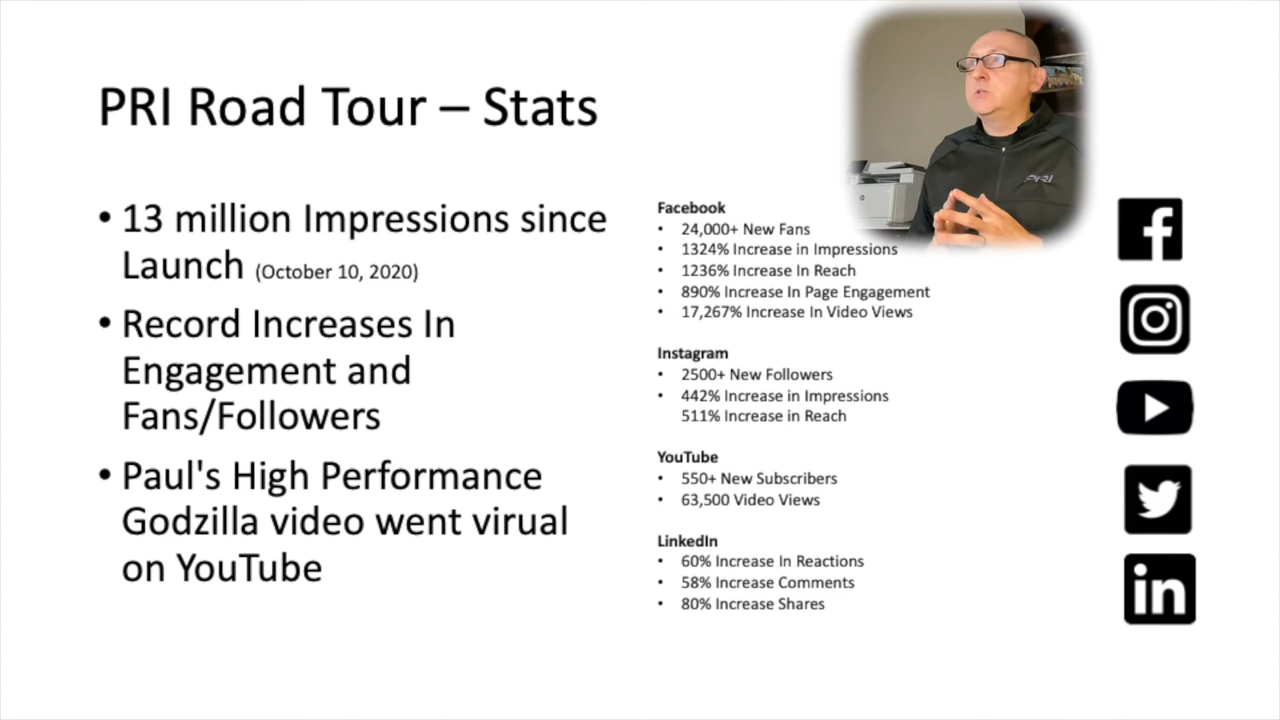 PRI Road Tour – Stats
• 13 million Impressions since
Launch (October 10, 2020)
• Record Increases In
Engagement and
Fans/Followers
• Paul's High Performance
Godzilla video went virual
on YouTube
Facebook
• 24,000+ New Fans
• 1324% Increase in Impressions
• 1236% Increase In Reach
• 890% Increase In Page Engagement
• 17,267% Increase In Video Views
Instagram
• 2500+ New Followers
• 442% Increase in Impressions
511% Increase in Reach
YouTube
• 550+ New Subscribers
• 63,500 Video Views
LinkedIn
• 60% Increase In Reactions
• 58% Increase Comments
• 80% Increase Shares
PRI
f
in